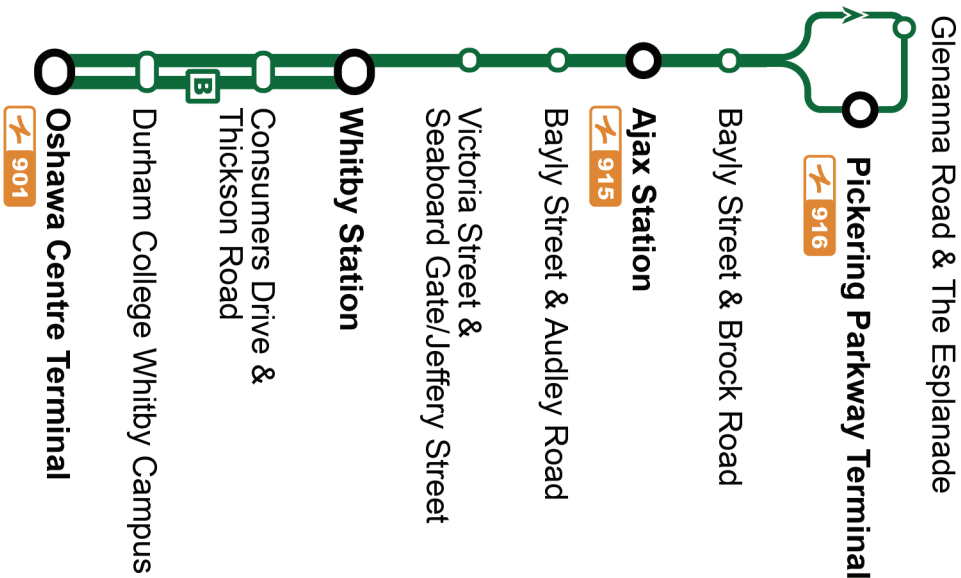 Glenanna Road & The Esplanade
Pickering Parkway Terminal
916
Bayly Street & Brock Road
Ajax Station
915
Bayly Street & Audley Road
Victoria Street &
Seaboard Gate/Jeffery Street
Whitby Station
Consumers Drive &
Thickson Road
B
Durham College Whitby Campus
Oshawa Centre Terminal
901